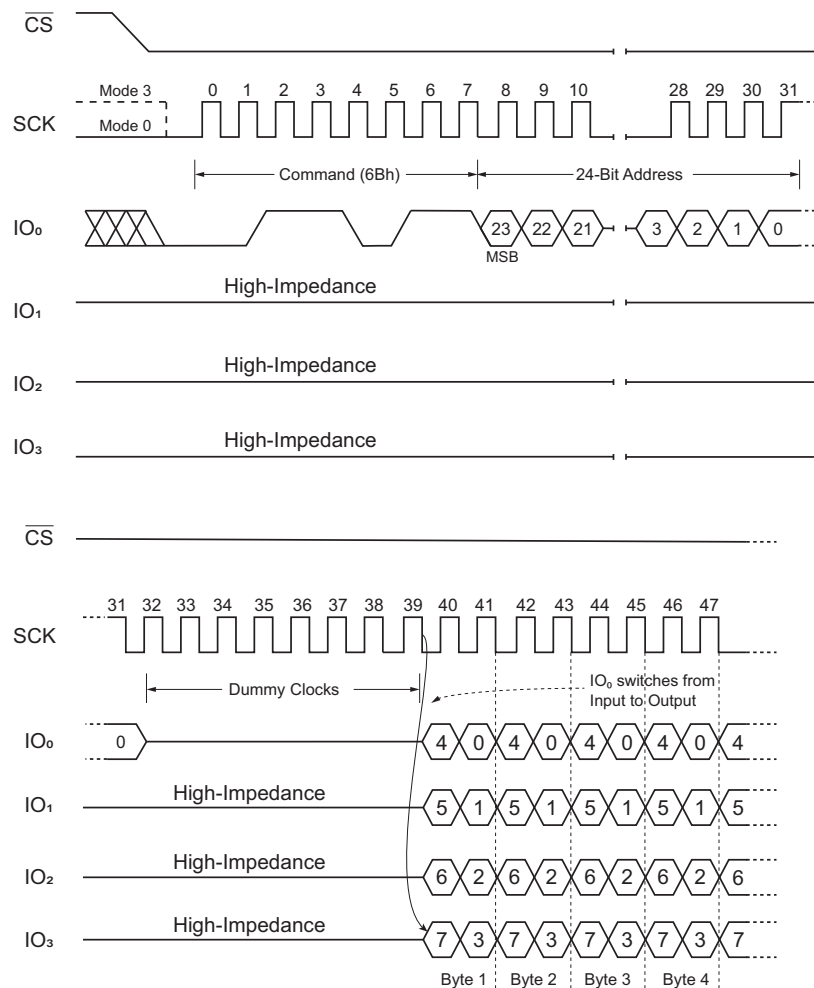 CS
Mode 3
Mode 0
SCK
0 1 2 3 4 5 6 7 8 9 10 28 29 30 31
Command (6Bh) 24-Bit Address
IO₀
23 22 21 3 2 1 0
MSB
High-Impedance
IO₁
High-Impedance
IO₂
High-Impedance
IO₃
CS
31 32 33 34 35 36 37 38 39 40 41 42 43 44 45 46 47
SCK
Dummy Clocks
IO₀ switches from
Input to Output
IO₀ 0 4 0 4 0 4 0 4 0 4
IO₁ High-Impedance 5 1 5 1 5 1 5 1 5
IO₂ High-Impedance 6 2 6 2 6 2 6 2 6
IO₃ High-Impedance 7 3 7 3 7 3 7 3 7
Byte 1 Byte 2 Byte 3 Byte 4